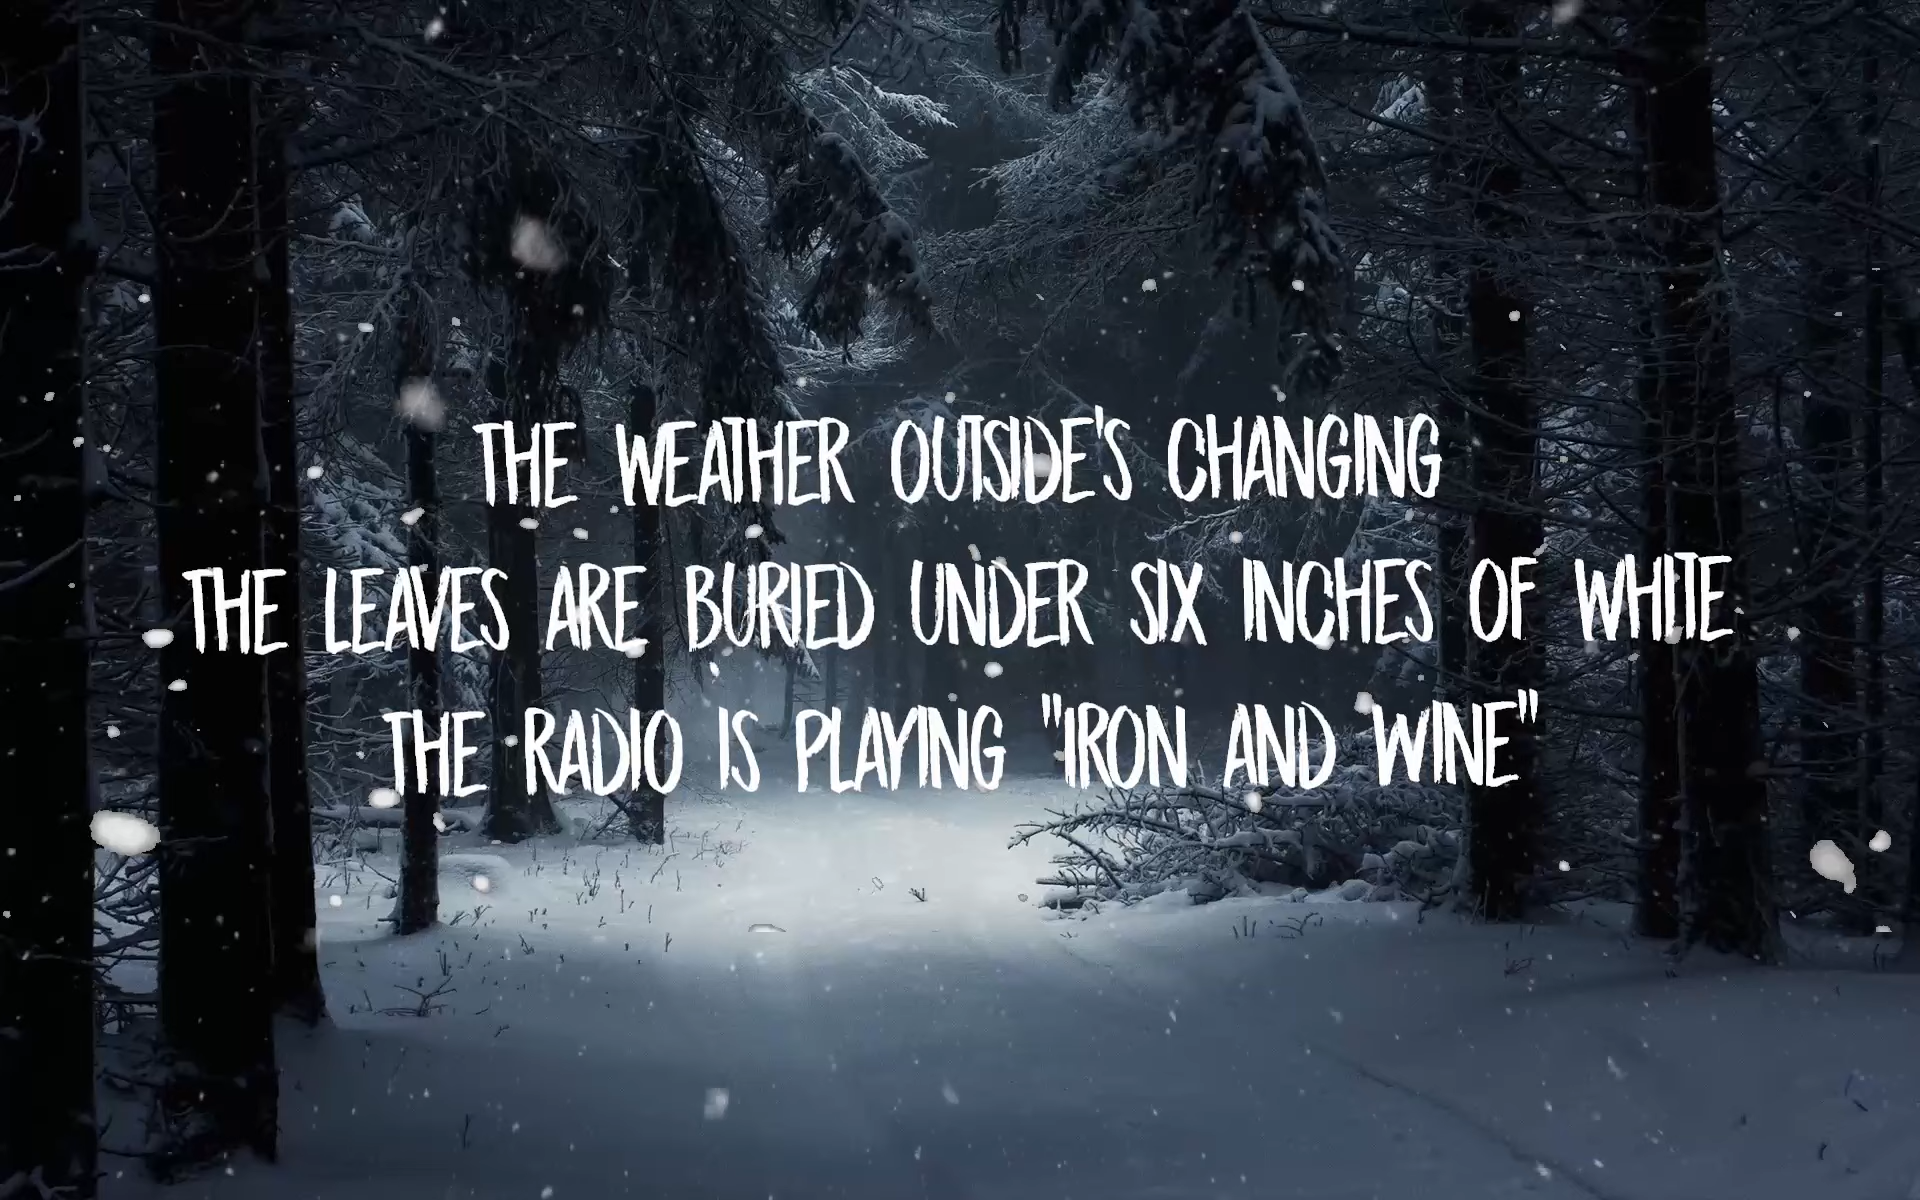 THE WEATHER OUTSIDE'S CHANGING
THE LEAVES ARE BURIED UNDER SIX INCHES OF WHITE
THE RADIO IS PLAYING "IRON AND WINE"